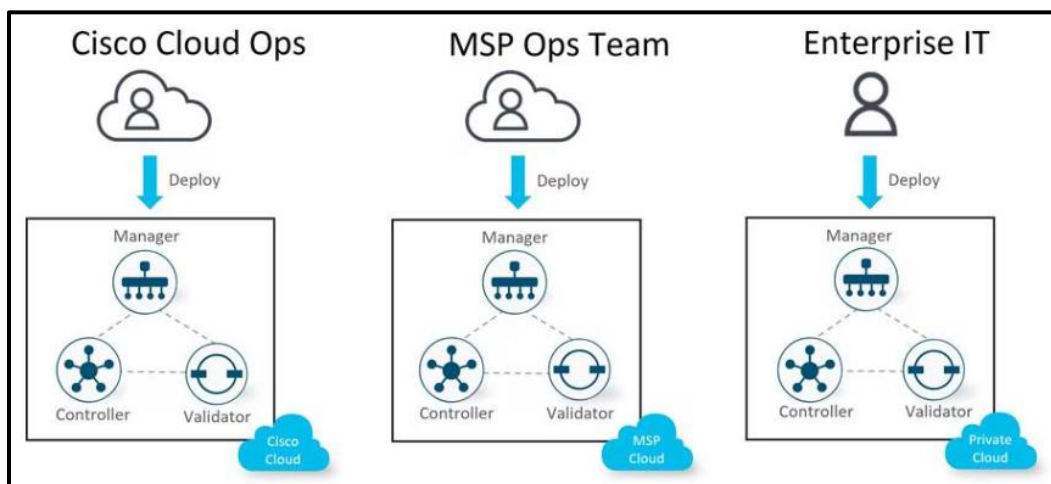 Cisco Cloud Ops
Deploy
Manager
Controller
Validator
Cisco
Cloud
MSP Ops Team
Deploy
Manager
Controller
Validator
MSP
Cloud
Enterprise IT
Deploy
Manager
Controller
Validator
Private
Cloud